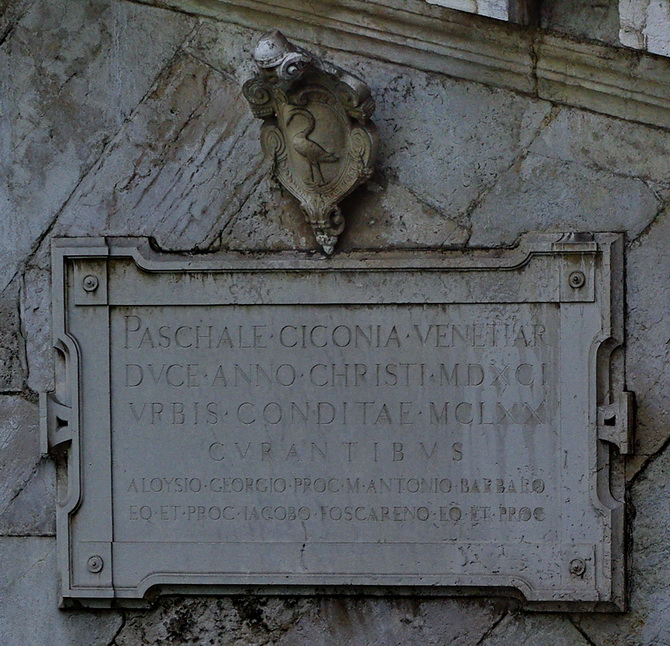 PASCHALE·CICONIA·VENETIAR
DVCE·ANNO·CHRISTI·MDXCI
VRBIS·CONDITAE·MCLXX
CVRANTIBVS
ALOYSIO·GEORGIO·PROC·M·ANTONIO·BARBARO
EQ·ET·PROC·IACOBO·FOSCARENO·EQ·ET·PROC